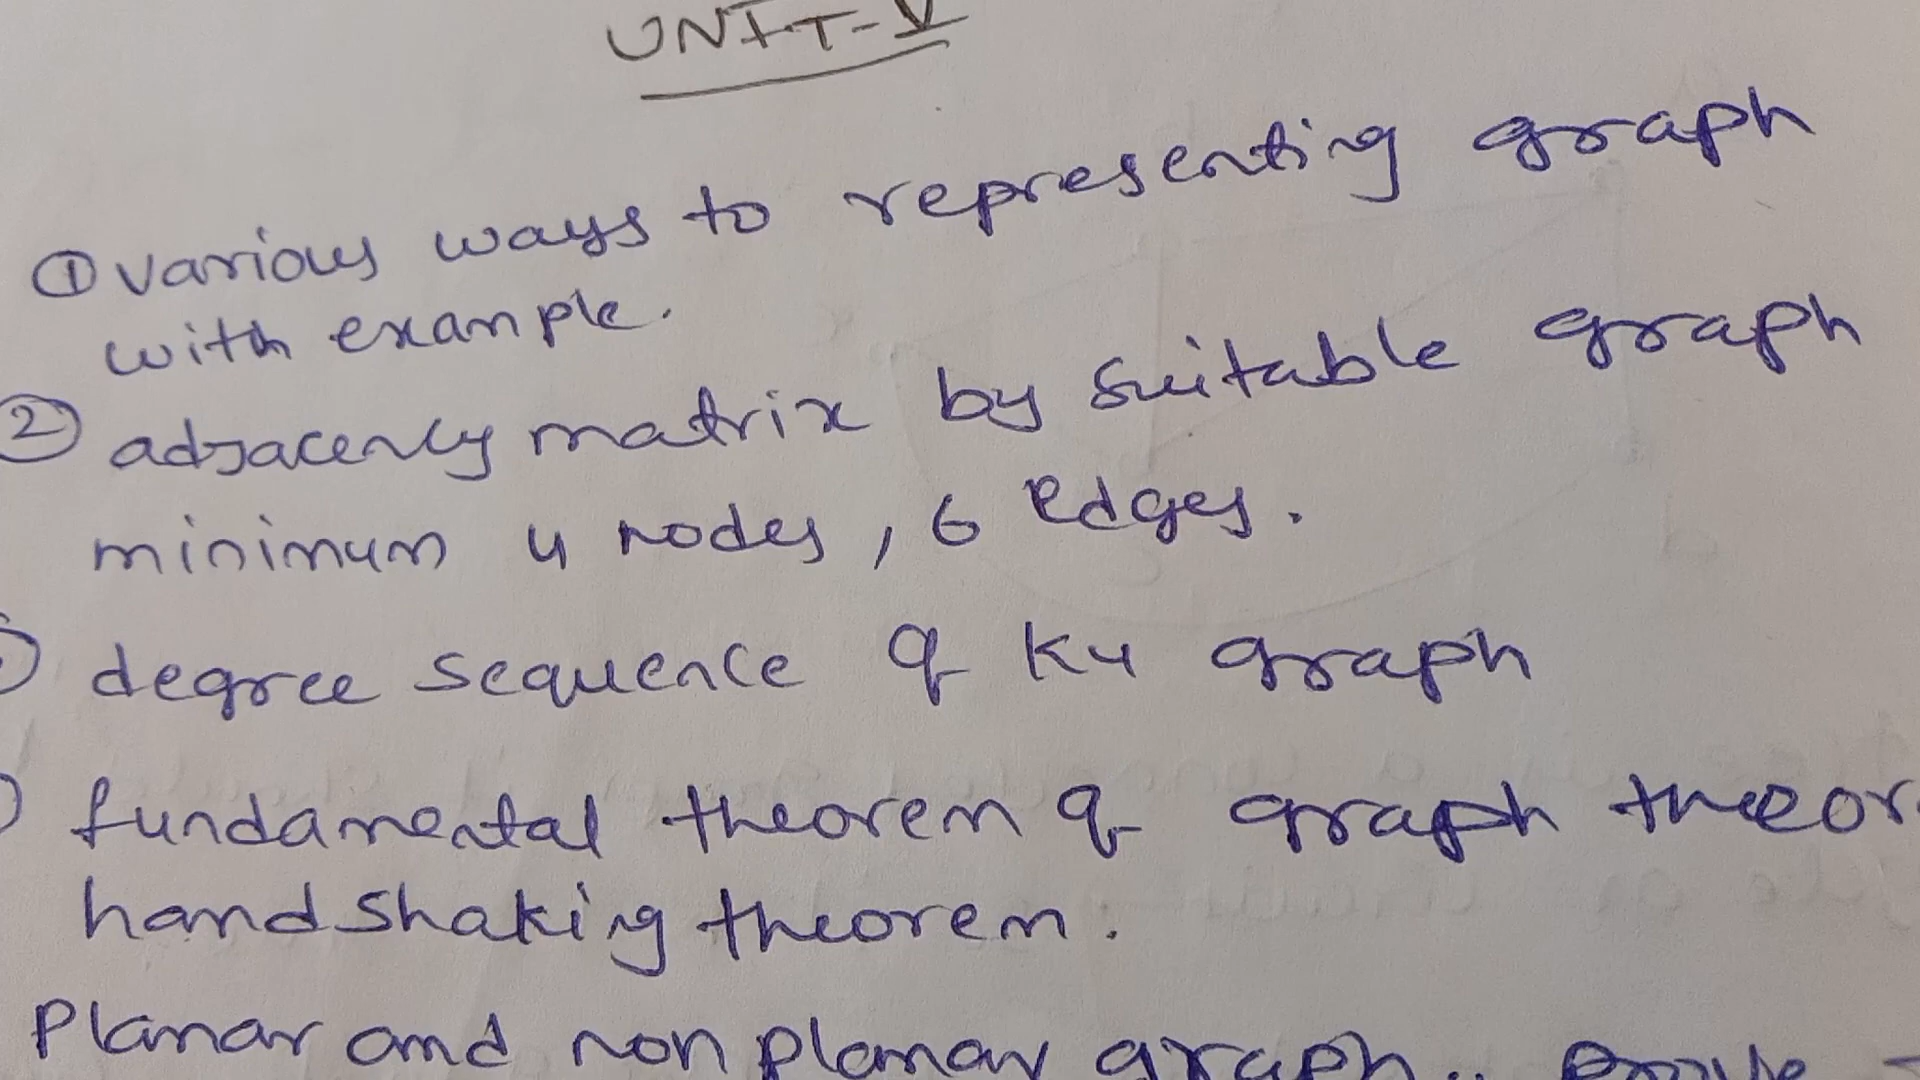 UNIT-V
① various ways to representing graph
with example.
② adjacency matrix by suitable graph
minimum 4 nodes, 6 edges.
degree sequence of K4 graph
fundamental theorem of graph theor
handshaking theorem.
Planar and non planar graph.